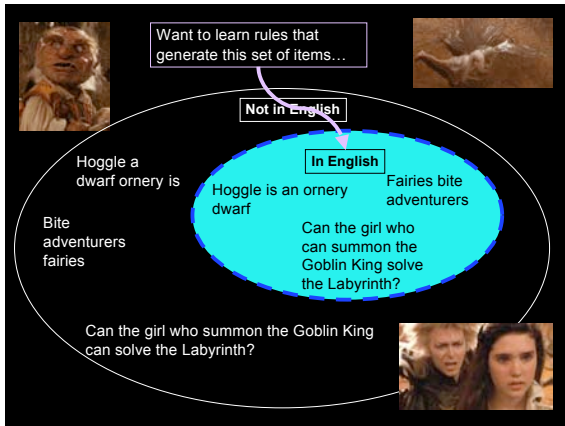 Want to learn rules that
generate this set of items…
Not in English
In English
Hoggle a
dwarf ornery is
Hoggle is an ornery
dwarf
Fairies bite
adventurers
Bite
adventurers
fairies
Can the girl who
can summon the
Goblin King solve
the Labyrinth?
Can the girl who summon the Goblin King
can solve the Labyrinth?